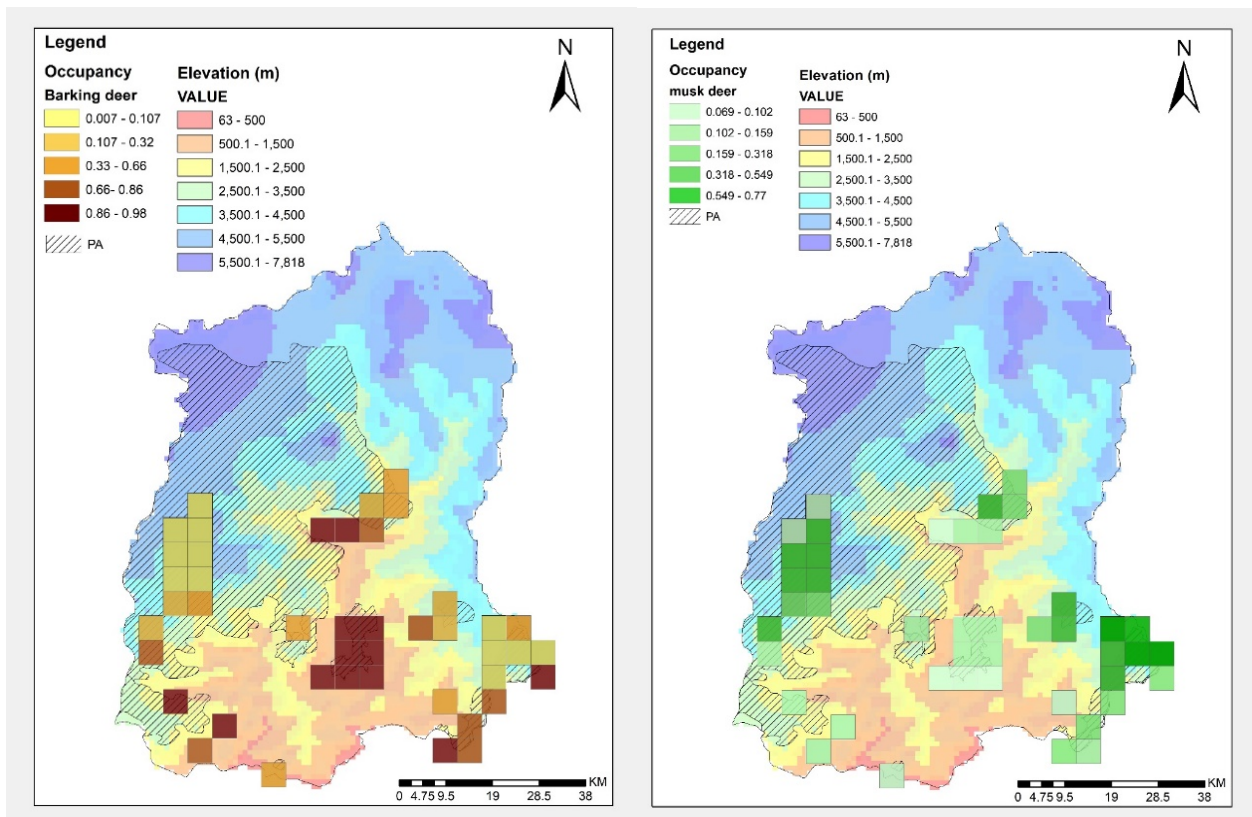 Legend
Occupancy
Barking deer
0.007 - 0.107
0.107 - 0.32
0.33 - 0.66
0.66- 0.86
0.86 - 0.98
PA
Elevation (m)
VALUE
63 - 500
500.1 - 1,500
1,500.1 - 2,500
2,500.1 - 3,500
3,500.1 - 4,500
4,500.1 - 5,500
5,500.1 - 7,818
N
KM
0 4.75 9.5 19 28.5 38
Legend
Occupancy
musk deer
0.069 - 0.102
0.102 - 0.159
0.159 - 0.318
0.318 - 0.549
0.549 - 0.77
PA
Elevation (m)
VALUE
63 - 500
500.1 - 1,500
1,500.1 - 2,500
2,500.1 - 3,500
3,500.1 - 4,500
4,500.1 - 5,500
5,500.1 - 7,818
N
KM
0 4.75 9.5 19 28.5 38